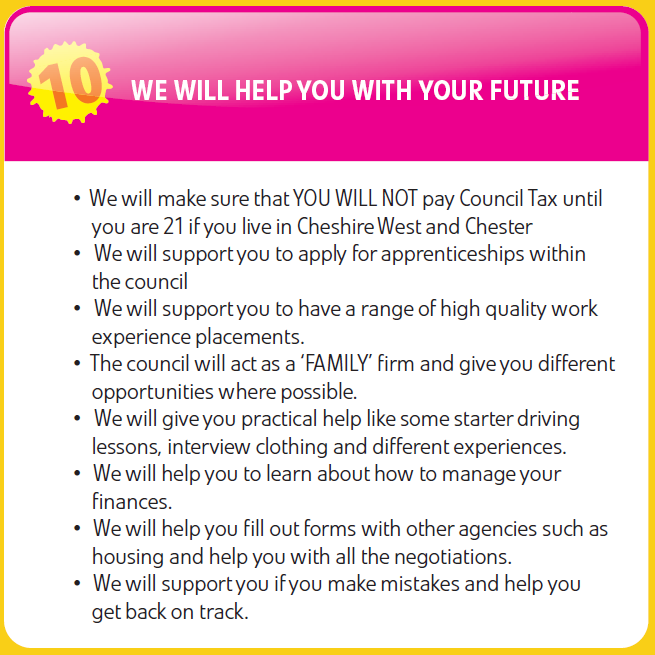 10
WE WILL HELP YOU WITH YOUR FUTURE
• We will make sure that YOU WILL NOT pay Council Tax until
you are 21 if you live in Cheshire West and Chester
• We will support you to apply for apprenticeships within
the council
• We will support you to have a range of high quality work
experience placements.
• The council will act as a ‘FAMILY’ firm and give you different
opportunities where possible.
• We will give you practical help like some starter driving
lessons, interview clothing and different experiences.
• We will help you to learn about how to manage your
finances.
• We will help you fill out forms with other agencies such as
housing and help you with all the negotiations.
• We will support you if you make mistakes and help you
get back on track.